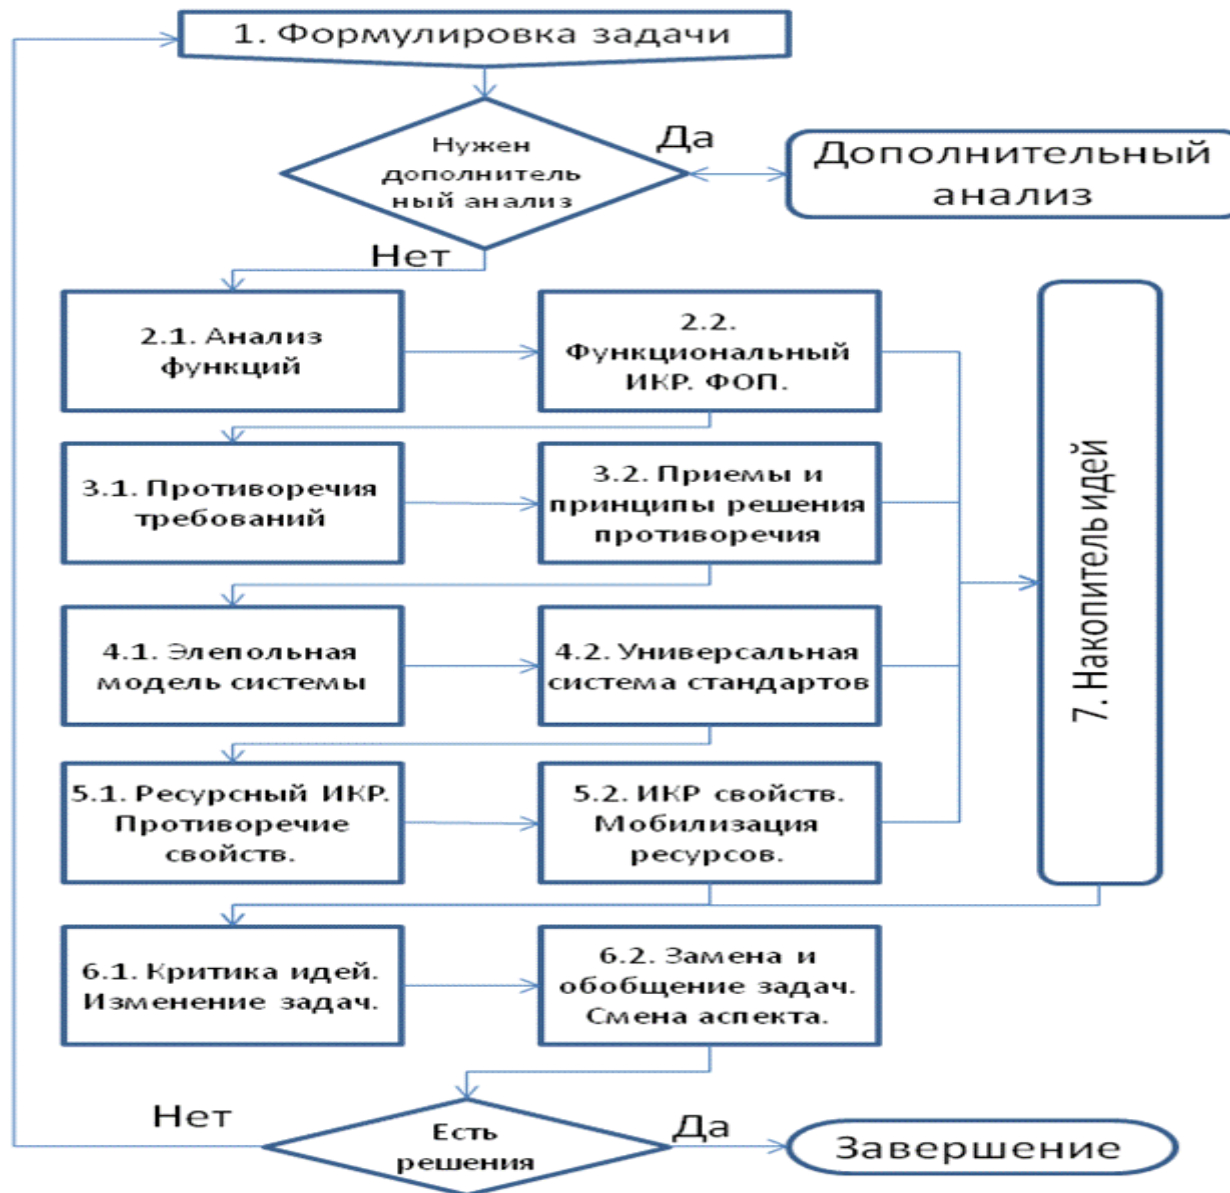 1. Формулировка задачи
Нужен
дополнитель
ный анализ
Да
Дополнительный
анализ
Нет
2.1. Анализ
функций
2.2.
Функциональный
ИКР. ФОП.
3.1. Противоречия
требований
3.2. Приемы и
принципы решения
противоречия
4.1. Элепольная
модель системы
4.2. Универсальная
система стандартов
5.1. Ресурсный ИКР.
Противоречие
свойств.
5.2. ИКР свойств.
Мобилизация
ресурсов.
7. Накопитель идей
6.1. Критика идей.
Изменение задач.
6.2. Замена и
обобщение задач.
Смена аспекта.
Нет
Есть
решения
Да
Завершение